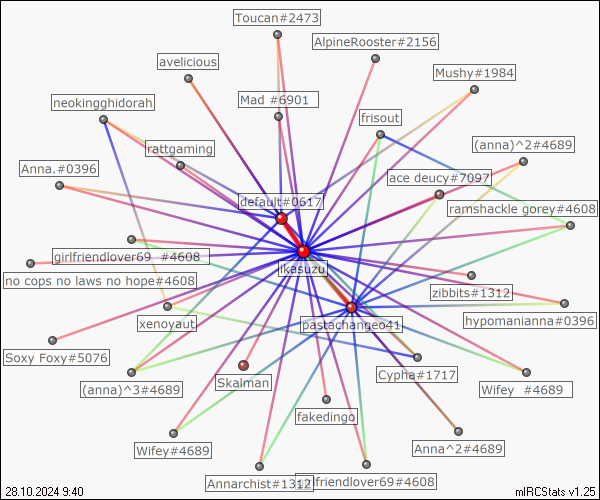 Toucan#2473
AlpineRooster#2156
avelicious
Mushy#1984
neokingghidorah
Mad #6901
frisout
rattgaming
(anna)^2#4689
Anna.#0396
ace deucy#7097
default#0617
ramshackle gorey#4608
girlfriendlover69 #4608
ikasuzu
no cops no laws no hope#4608
zibbits#1312
hypomanianna#0396
xenoyaut
pastachangeo41
Soxy Foxy#5076
Cypha#1717
(anna)^3#4689
Skalman
Wifey #4689
fakedingo
Wifey#4689
Anna^2#4689
Annarchist#1312
girlfriendlover69#4608
28.10.2024 9:40
mIRCStats v1.25